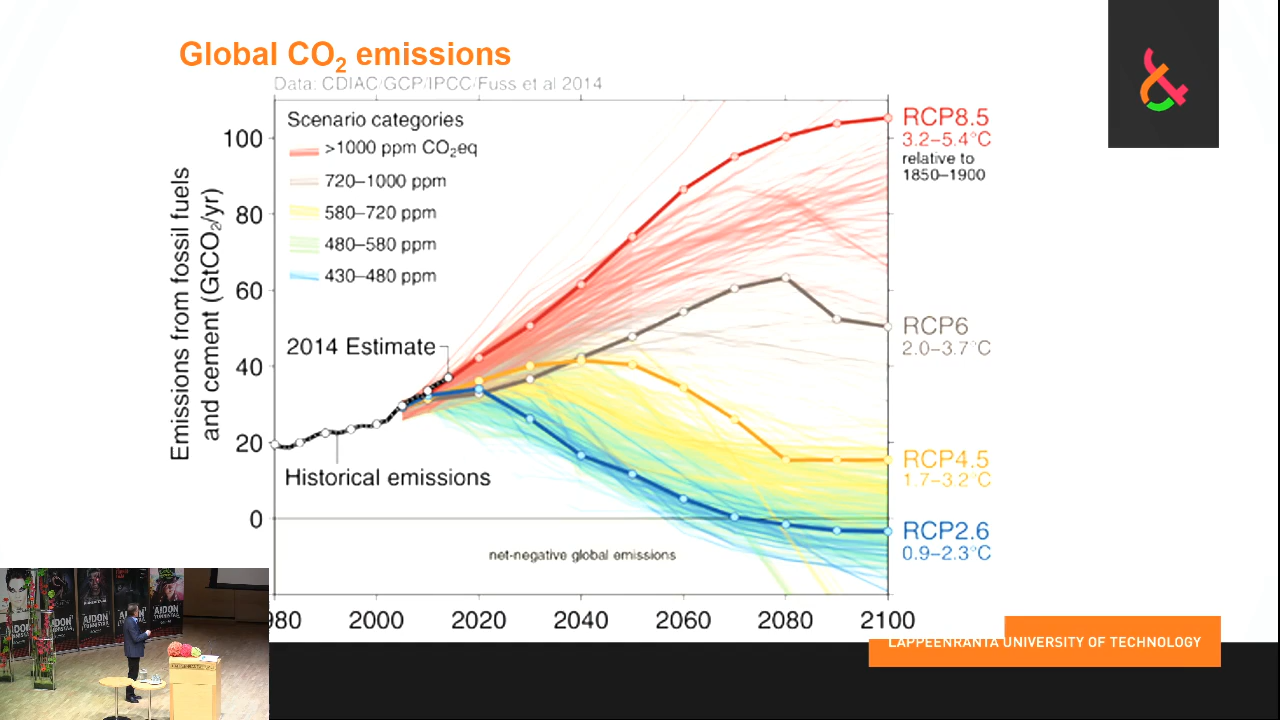 Global CO₂ emissions
Data: CDIAC/GCP/IPCC/Fuss et al 2014
Emissions from fossil fuels
and cement (GtCO₂/yr)
100
80
60
40
20
0
Scenario categories
>1000 ppm CO₂eq
720–1000 ppm
580–720 ppm
480–580 ppm
430–480 ppm
2014 Estimate
Historical emissions
net-negative global emissions
RCP8.5
3.2–5.4°C
relative to
1850–1900
RCP6
2.0–3.7°C
RCP4.5
1.7–3.2°C
RCP2.6
0.9–2.3°C
980 2000 2020 2040 2060 2080 2100
LAPPEENRANTA UNIVERSITY OF TECHNOLOGY
AIDON